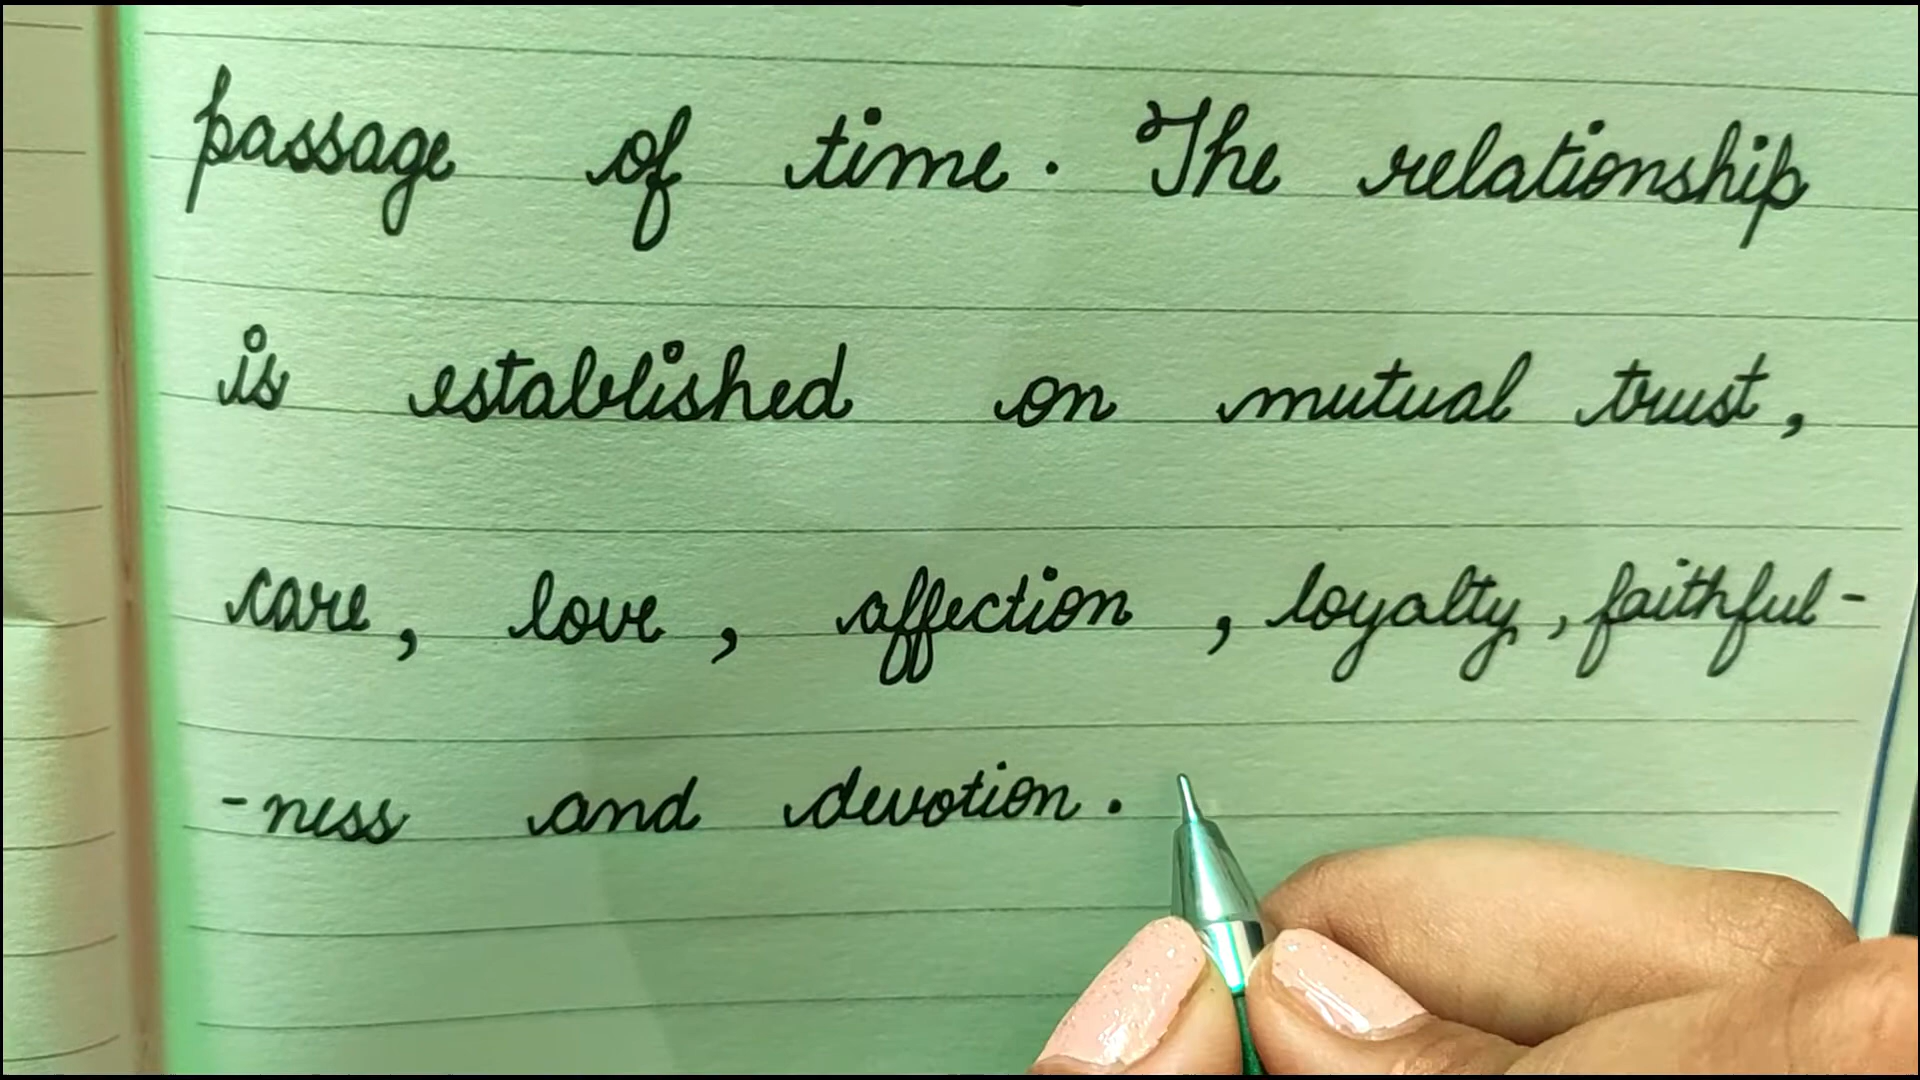 passage of time. The relationship
is established on mutual trust,
care, love, affection, loyalty, faithful-
-ness and devotion.